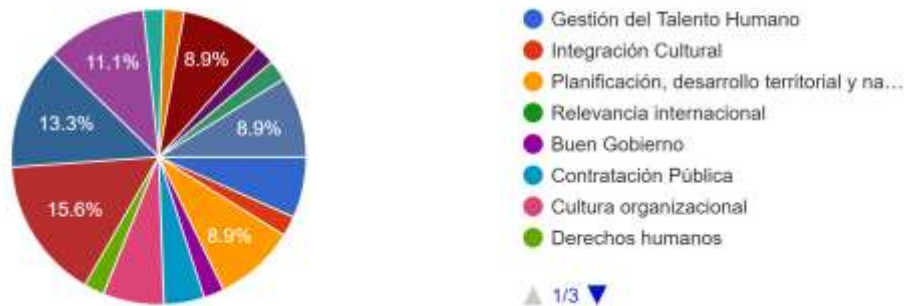 8.9%
11.1%
13.3%
8.9%
15.6%
8.9%
Gestión del Talento Humano
Integración Cultural
Planificación, desarrollo territorial y na...
Relevancia internacional
Buen Gobierno
Contratación Pública
Cultura organizacional
Derechos humanos
1/3